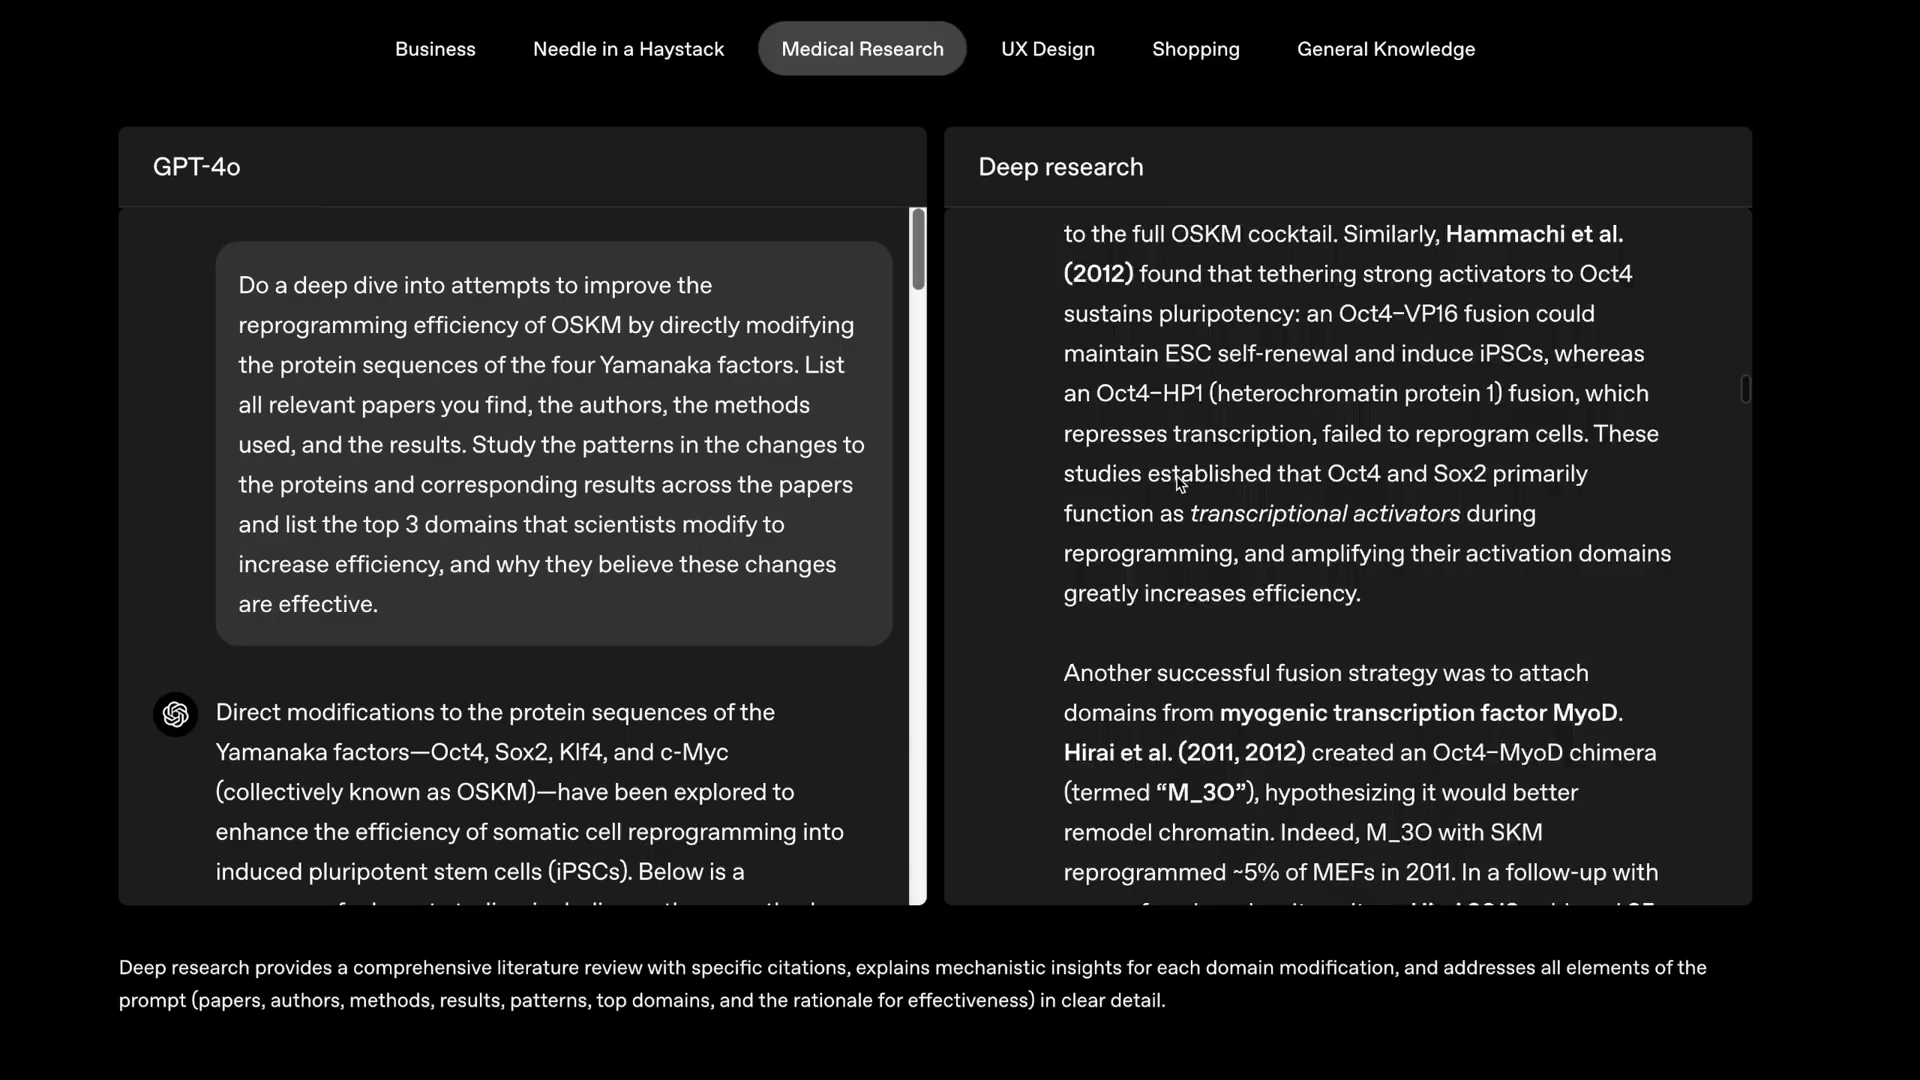 Business Needle in a Haystack Medical Research UX Design Shopping General Knowledge
GPT-4o
Do a deep dive into attempts to improve the
reprogramming efficiency of OSKM by directly modifying
the protein sequences of the four Yamanaka factors. List
all relevant papers you find, the authors, the methods
used, and the results. Study the patterns in the changes to
the proteins and corresponding results across the papers
and list the top 3 domains that scientists modify to
increase efficiency, and why they believe these changes
are effective.
Direct modifications to the protein sequences of the
Yamanaka factors—Oct4, Sox2, Klf4, and c-Myc
(collectively known as OSKM)—have been explored to
enhance the efficiency of somatic cell reprogramming into
induced pluripotent stem cells (iPSCs). Below is a
Deep research
to the full OSKM cocktail. Similarly, Hammachi et al.
(2012) found that tethering strong activators to Oct4
sustains pluripotency: an Oct4–VP16 fusion could
maintain ESC self-renewal and induce iPSCs, whereas
an Oct4–HP1 (heterochromatin protein 1) fusion, which
represses transcription, failed to reprogram cells. These
studies established that Oct4 and Sox2 primarily
function as transcriptional activators during
reprogramming, and amplifying their activation domains
greatly increases efficiency.
Another successful fusion strategy was to attach
domains from myogenic transcription factor MyoD.
Hirai et al. (2011, 2012) created an Oct4–MyoD chimera
(termed “M_3O”), hypothesizing it would better
remodel chromatin. Indeed, M_3O with SKM
reprogrammed ~5% of MEFs in 2011. In a follow-up with
Deep research provides a comprehensive literature review with specific citations, explains mechanistic insights for each domain modification, and addresses all elements of the
prompt (papers, authors, methods, results, patterns, top domains, and the rationale for effectiveness) in clear detail.